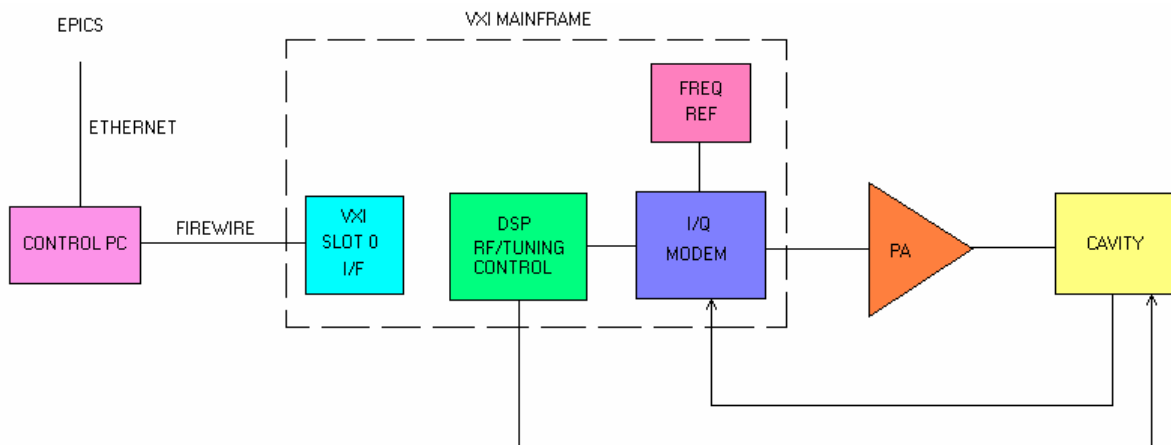 VXI MAINFRAME
EPICS
ETHERNET
FREQ
REF
CONTROL PC
FIREWIRE
VXI
SLOT 0
I/F
DSP
RF/TUNING
CONTROL
I/Q
MODEM
PA
CAVITY